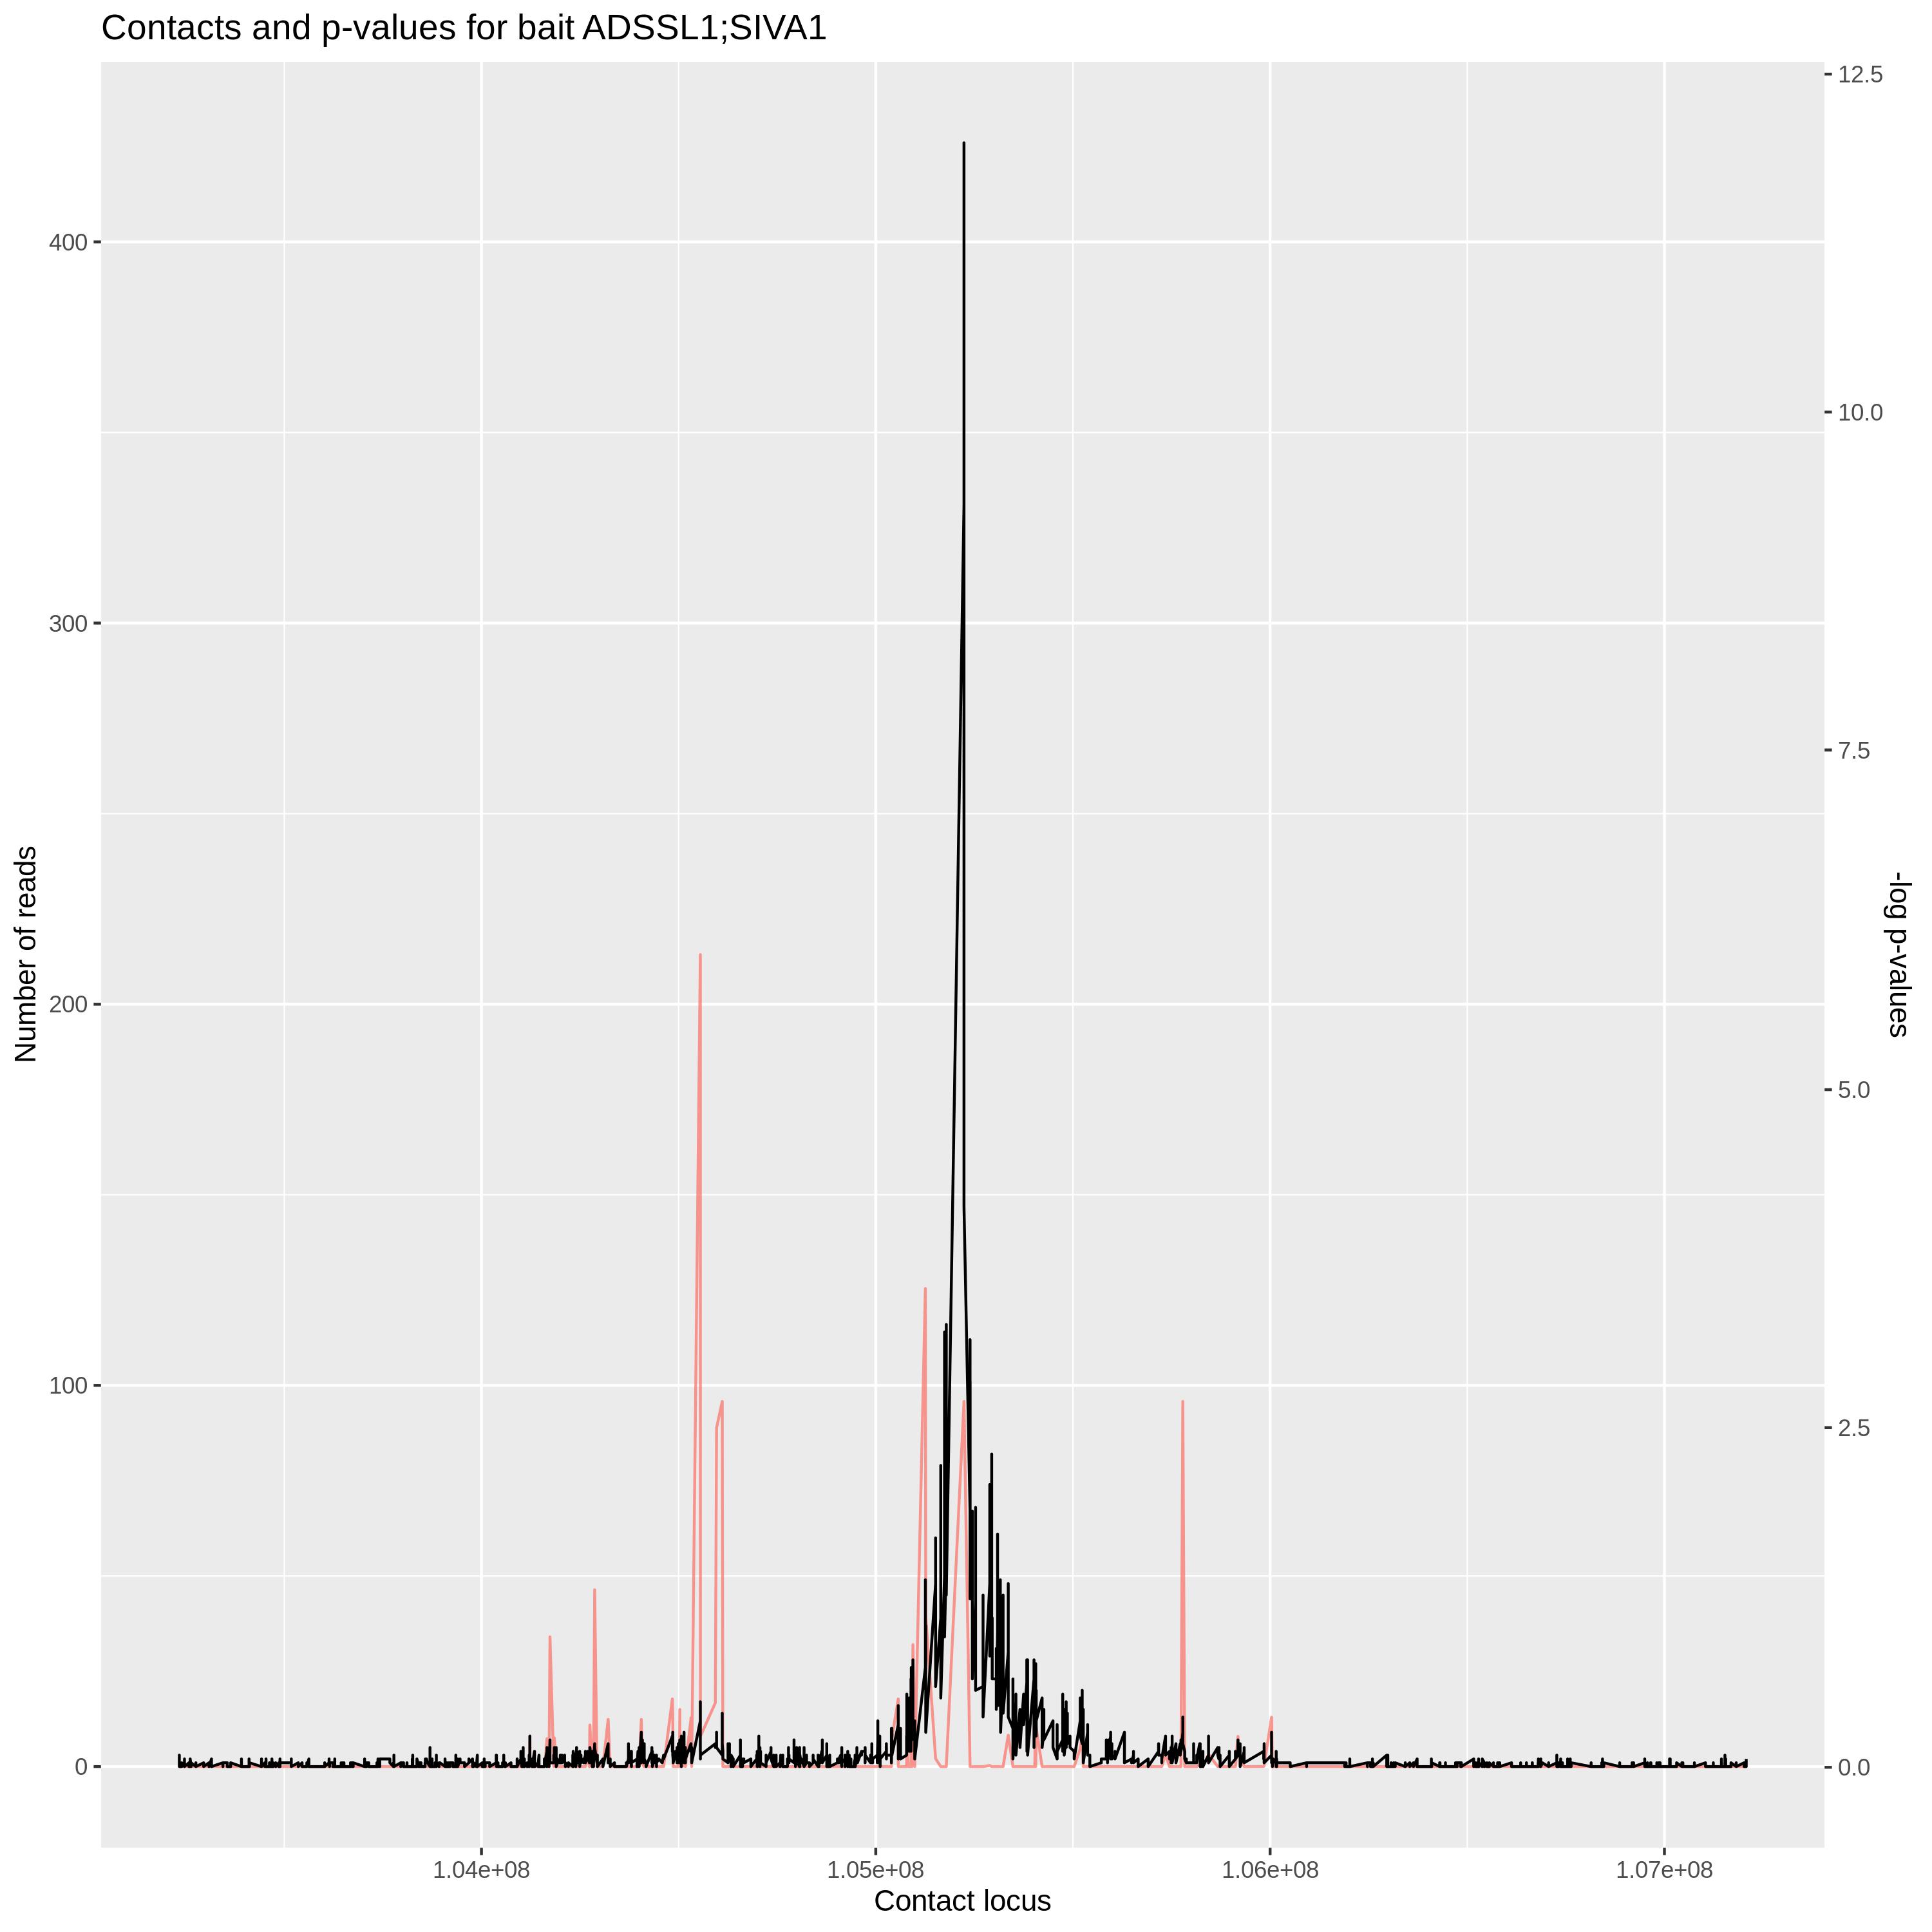 Contacts and p-values for bait ADSSL1;SIVA1
Number of reads
400
300
200
100
0
12.5
10.0
7.5
5.0
2.5
0.0
-log p-values
1.04e+08
1.05e+08
1.06e+08
1.07e+08
Contact locus